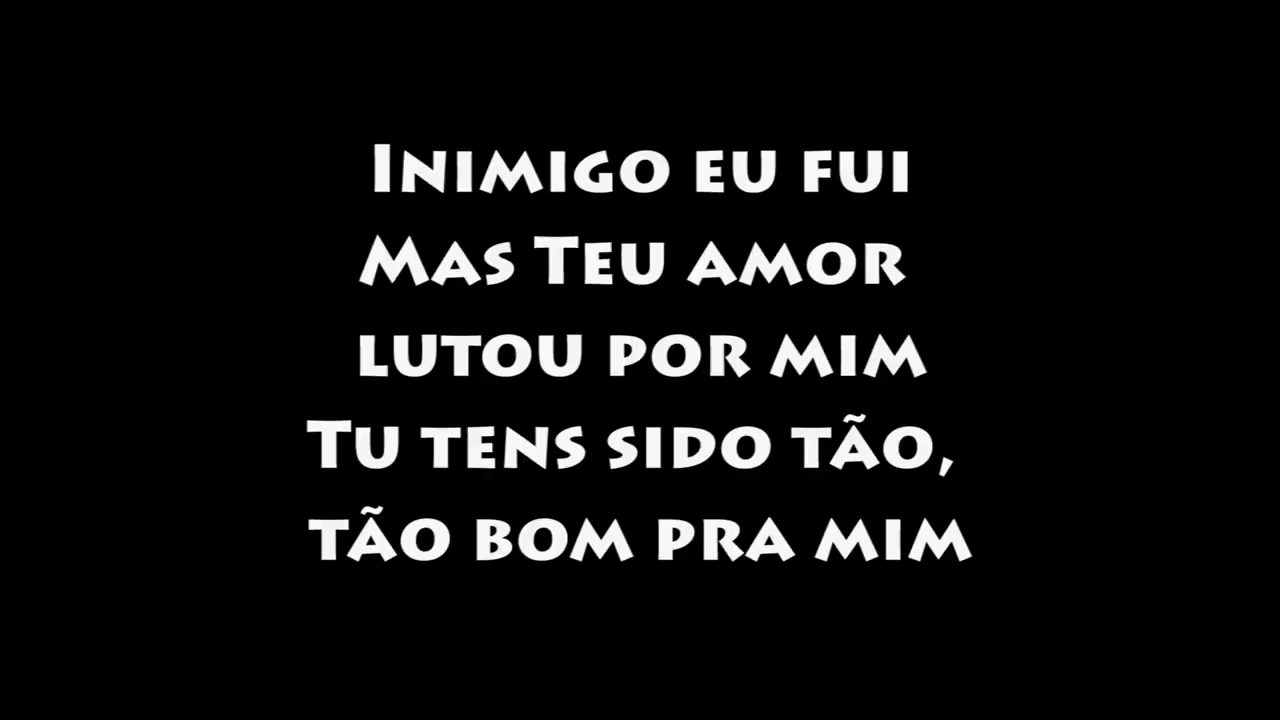 Inimigo eu fui
Mas Teu amor
lutou por mim
Tu tens sido tão,
tão bom pra mim